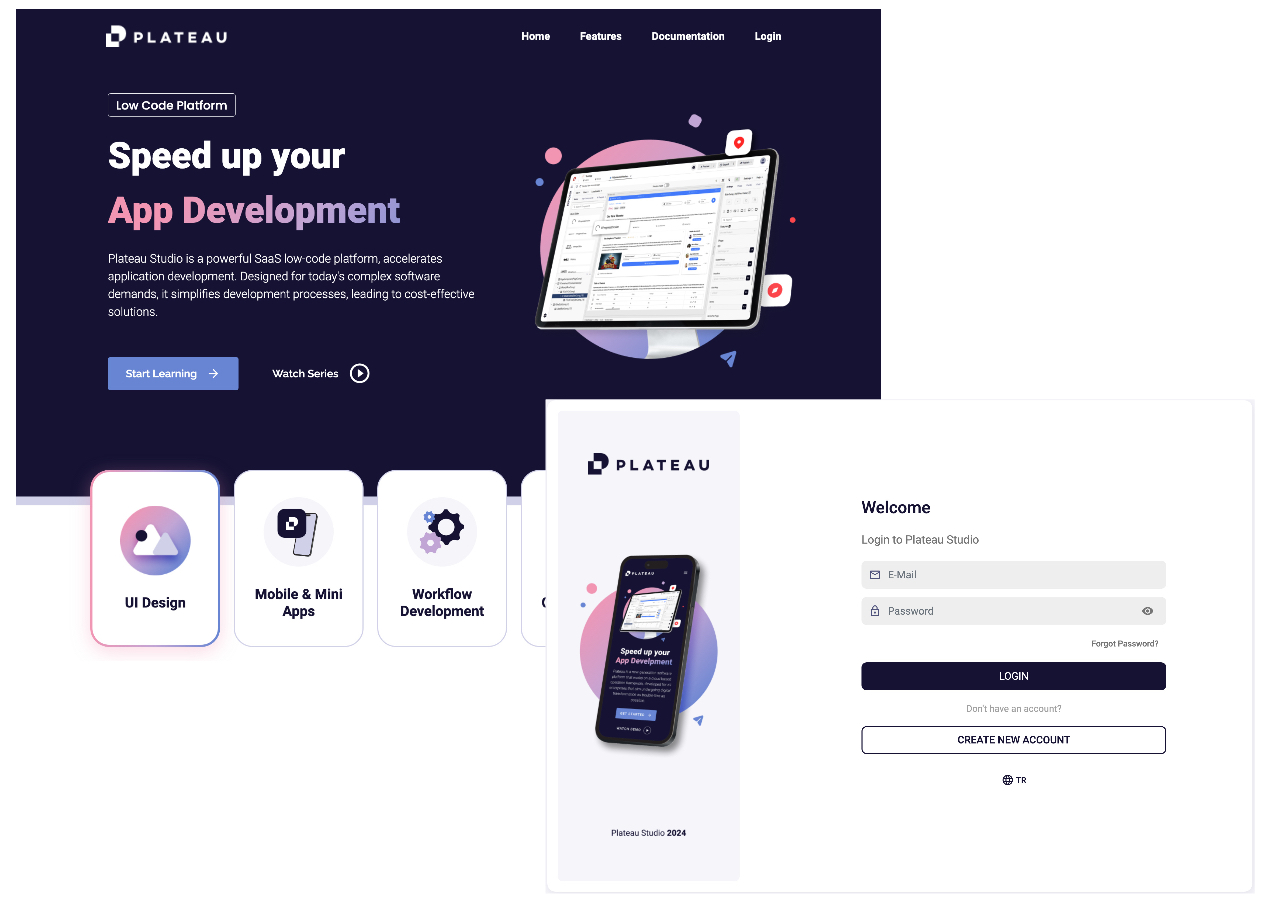 PLATEAU
Home
Features
Documentation
Login
Low Code Platform
Speed up your
App Development
Plateau Studio is a powerful SaaS low-code platform, accelerates
application development. Designed for today's complex software
demands, it simplifies development processes, leading to cost-effective
solutions.
Start Learning
Watch Series
UI Design
Mobile & Mini
Apps
Workflow
Development
PLATEAU
PLATEAU
Speed up your
App Develpment
GET STARTED
WATCH DEMO
Plateau Studio 2024
Welcome
Login to Plateau Studio
E-Mail
Password
Forgot Password?
LOGIN
Don't have an account?
CREATE NEW ACCOUNT
TR